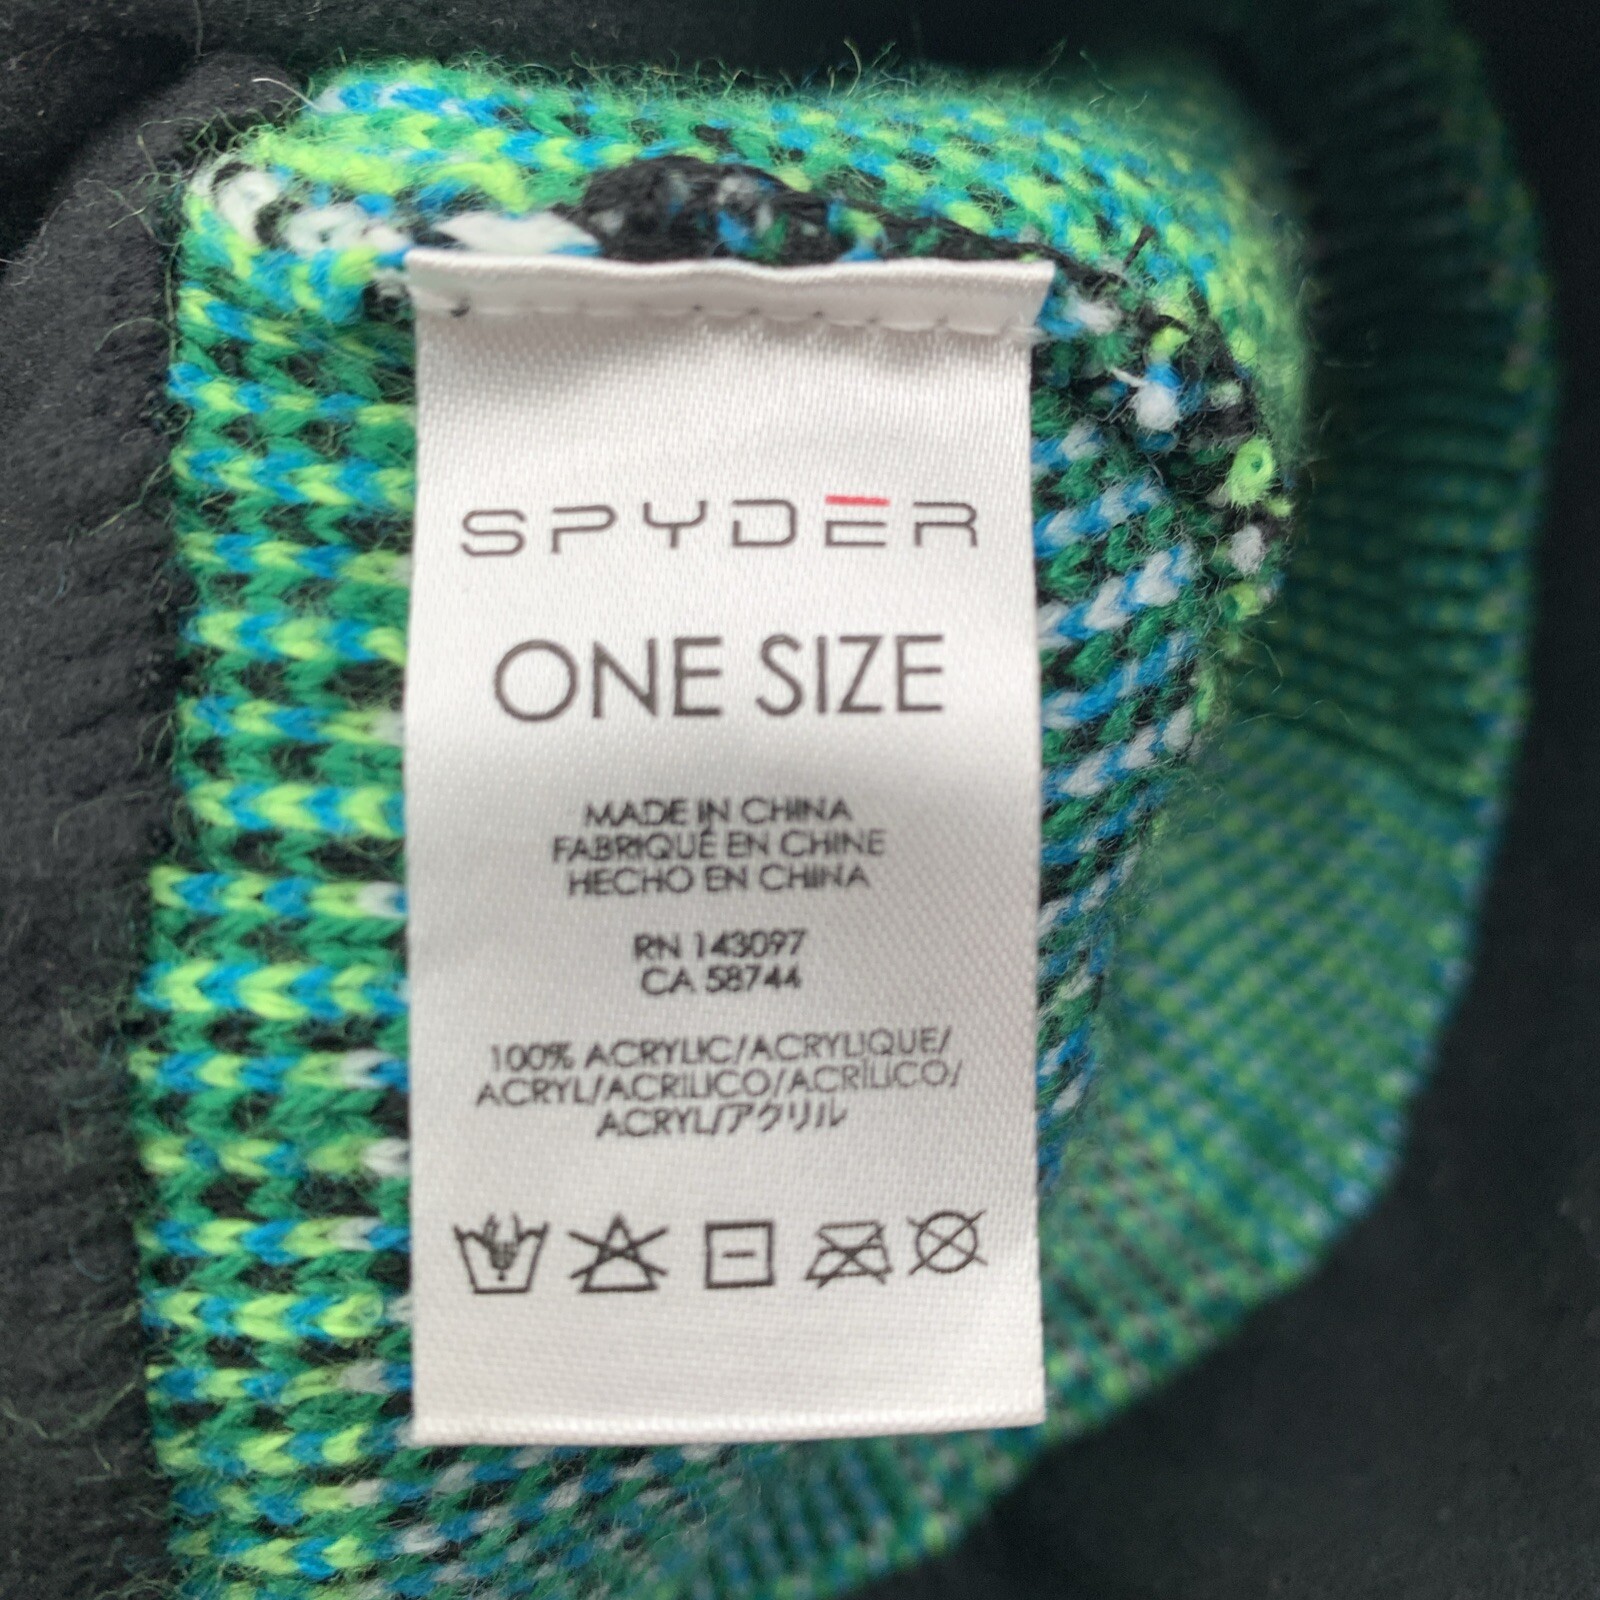 SPYDER
ONE SIZE
MADE IN CHINA
FABRIQUÉ EN CHINE
HECHO EN CHINA
RN 143097
CA 58744
100% ACRYLIC/ACRYLIQUE/
ACRYL/ACRILICO/ACRÍLICO/
ACRYL/アクリル